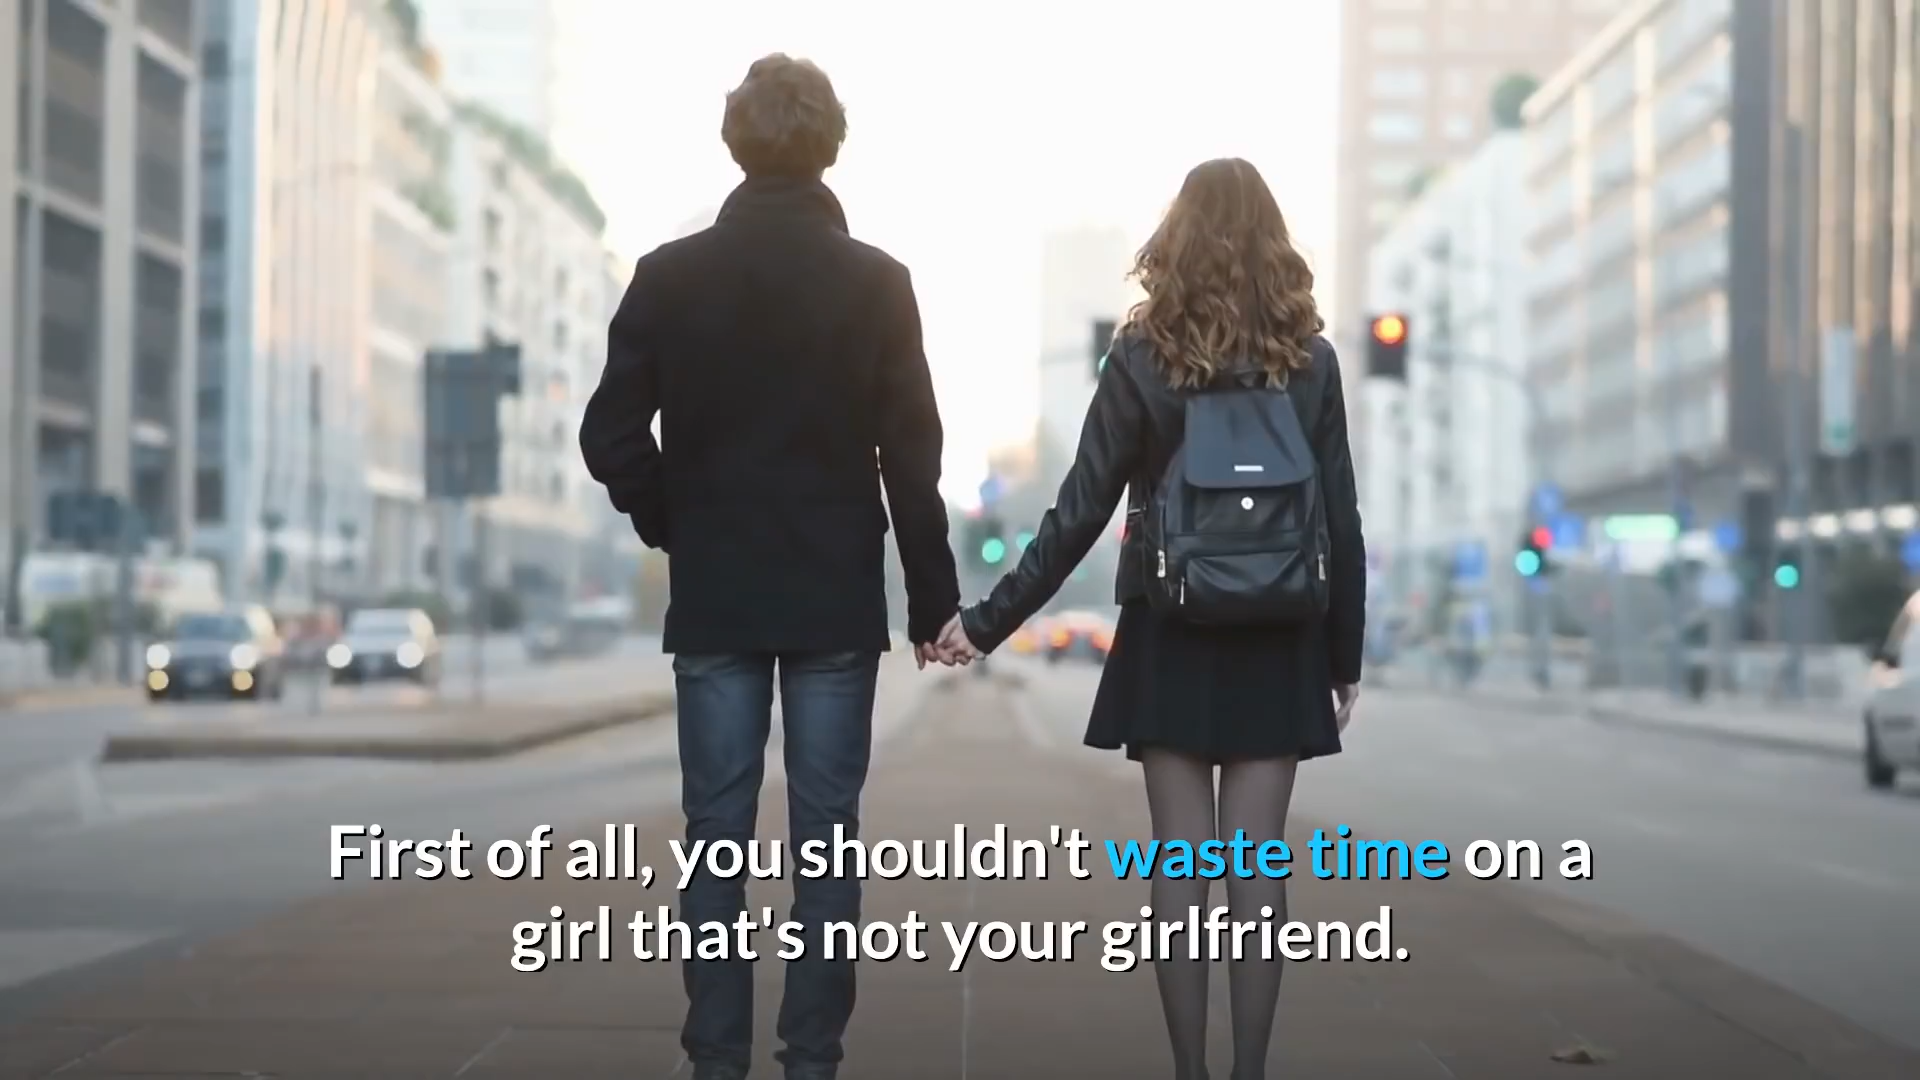 First of all, you shouldn't waste time on a
girl that's not your girlfriend.